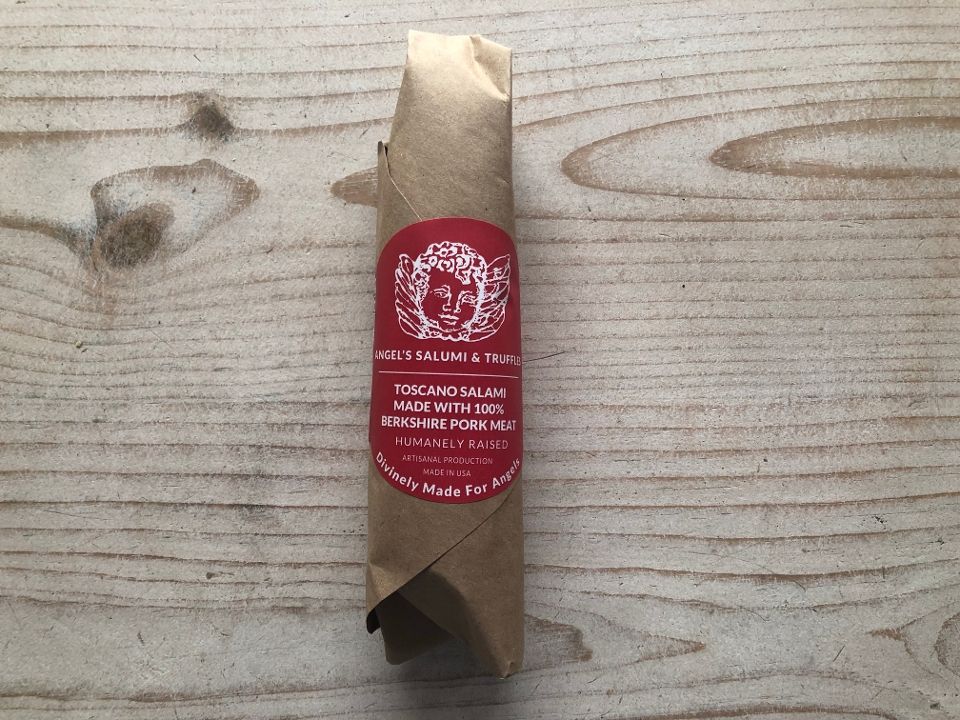 ANGEL'S SALUMI & TRUFFLES
TOSCANO SALAMI
MADE WITH 100%
BERKSHIRE PORK MEAT
HUMANELY RAISED
ARTISANAL PRODUCTION
MADE IN USA
Divinely Made For Angels